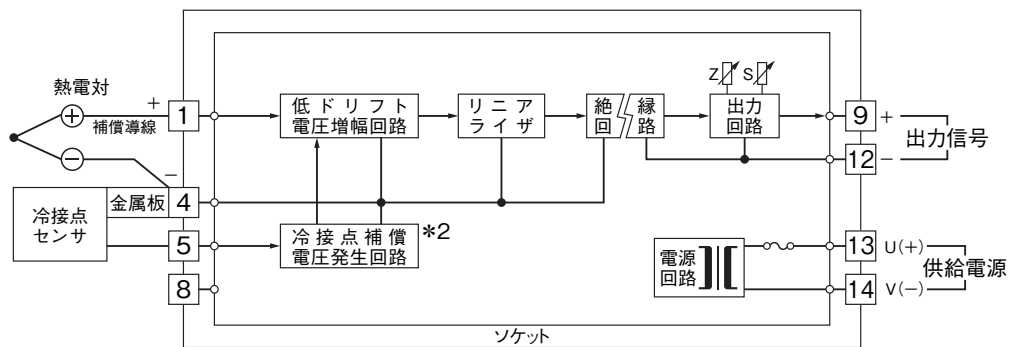 熱電対
+
補償導線
−
冷接点
センサ
金属板
1
4
5
8
低ドリフト
電圧増幅回路
リニア
ライザ
絶縁
回路
Z
S
出力
回路
冷接点補償
電圧発生回路
*2
電源
回路
9
+
12
−
出力信号
13
U(+)
14
V(−)
供給電源
ソケット